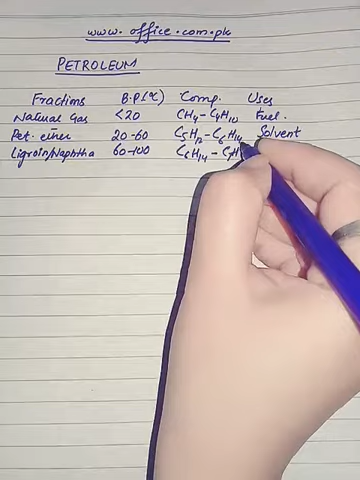 www.office.com.pk
PETROLEUM
Fractions B.P(°C) Comp. Uses
Natural Gas <20 CH4-C4H10 Fuel.
Pet. ether 20-60 C5H12-C6H14 Solvent
Ligroin/Naphtha 60-100 C6H14-C7H